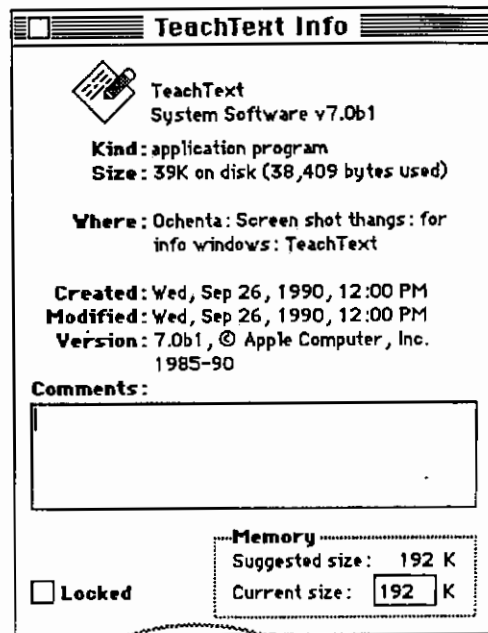 TeachText Info
TeachText
System Software v7.0b1
Kind: application program
Size: 39K on disk (38,409 bytes used)
Where: Ochenta: Screen shot thangs: for
info windows: TeachText
Created: Wed, Sep 26, 1990, 12:00 PM
Modified: Wed, Sep 26, 1990, 12:00 PM
Version: 7.0b1, © Apple Computer, Inc.
1985-90
Comments:
Memory
Suggested size: 192 K
Locked
Current size: 192 K